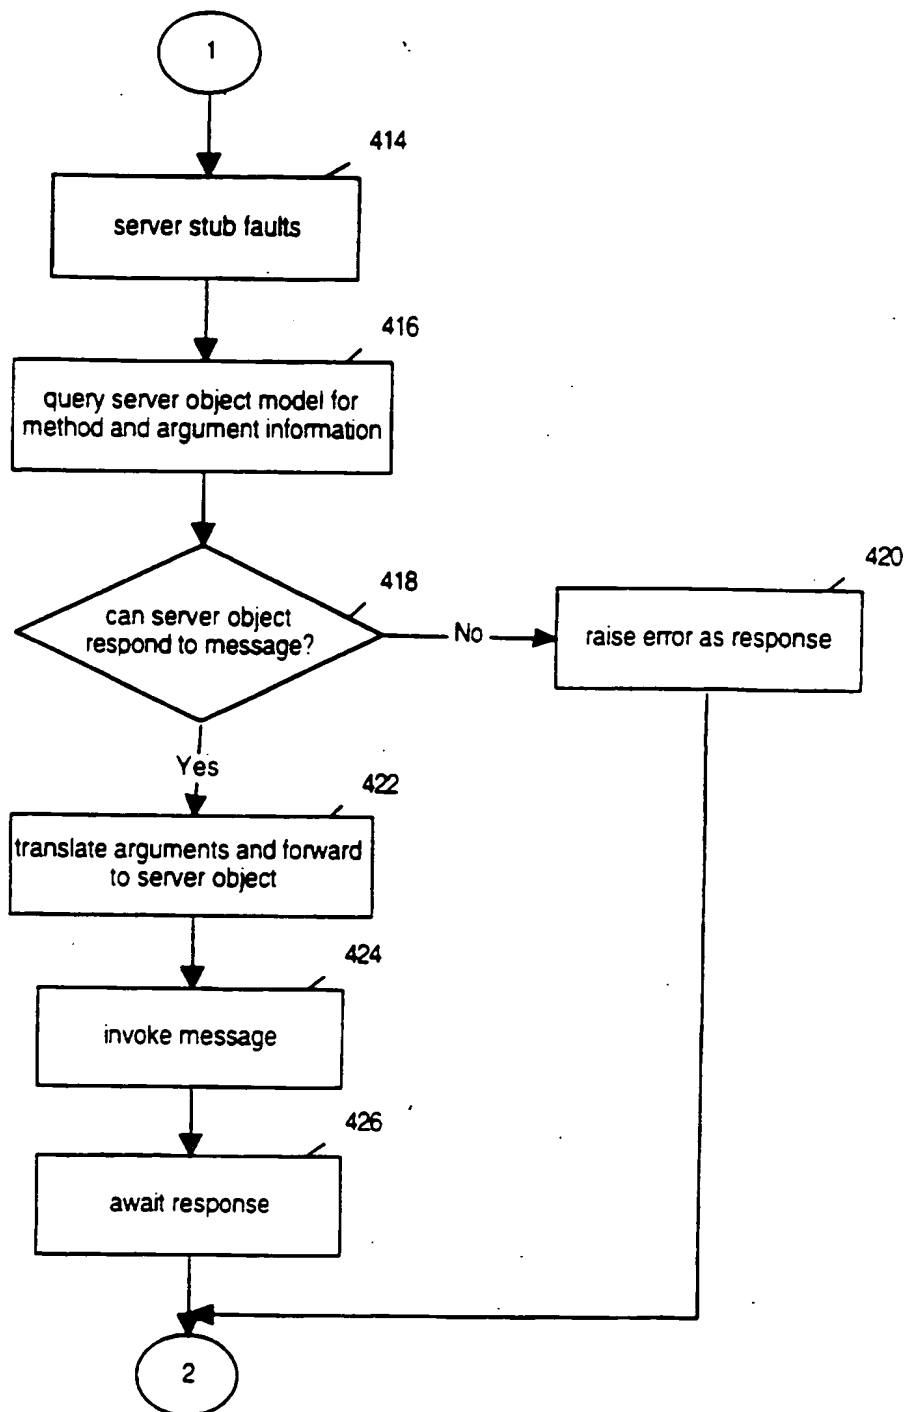 1
414
server stub faults
416
query server object model for
method and argument information
418
can server object
respond to message?
No
420
raise error as response
Yes
422
translate arguments and forward
to server object
424
invoke message
426
await response
2